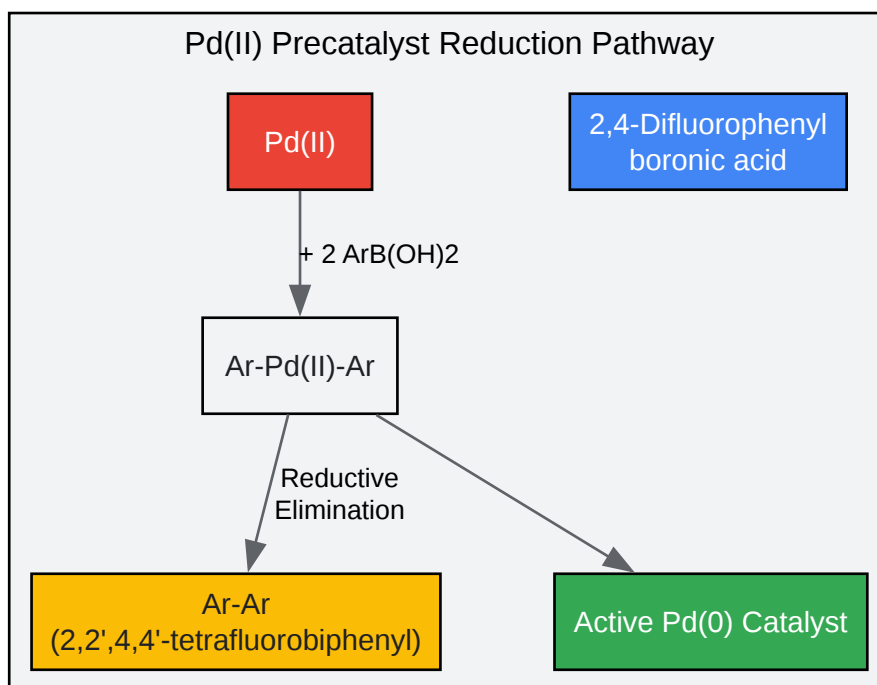 Pd(II) Precatalyst Reduction Pathway
Pd(II)
2,4-Difluorophenyl
boronic acid
+ 2 ArB(OH)2
Ar-Pd(II)-Ar
Reductive
Elimination
Ar-Ar
(2,2',4,4'-tetrafluorobiphenyl)
Active Pd(0) Catalyst